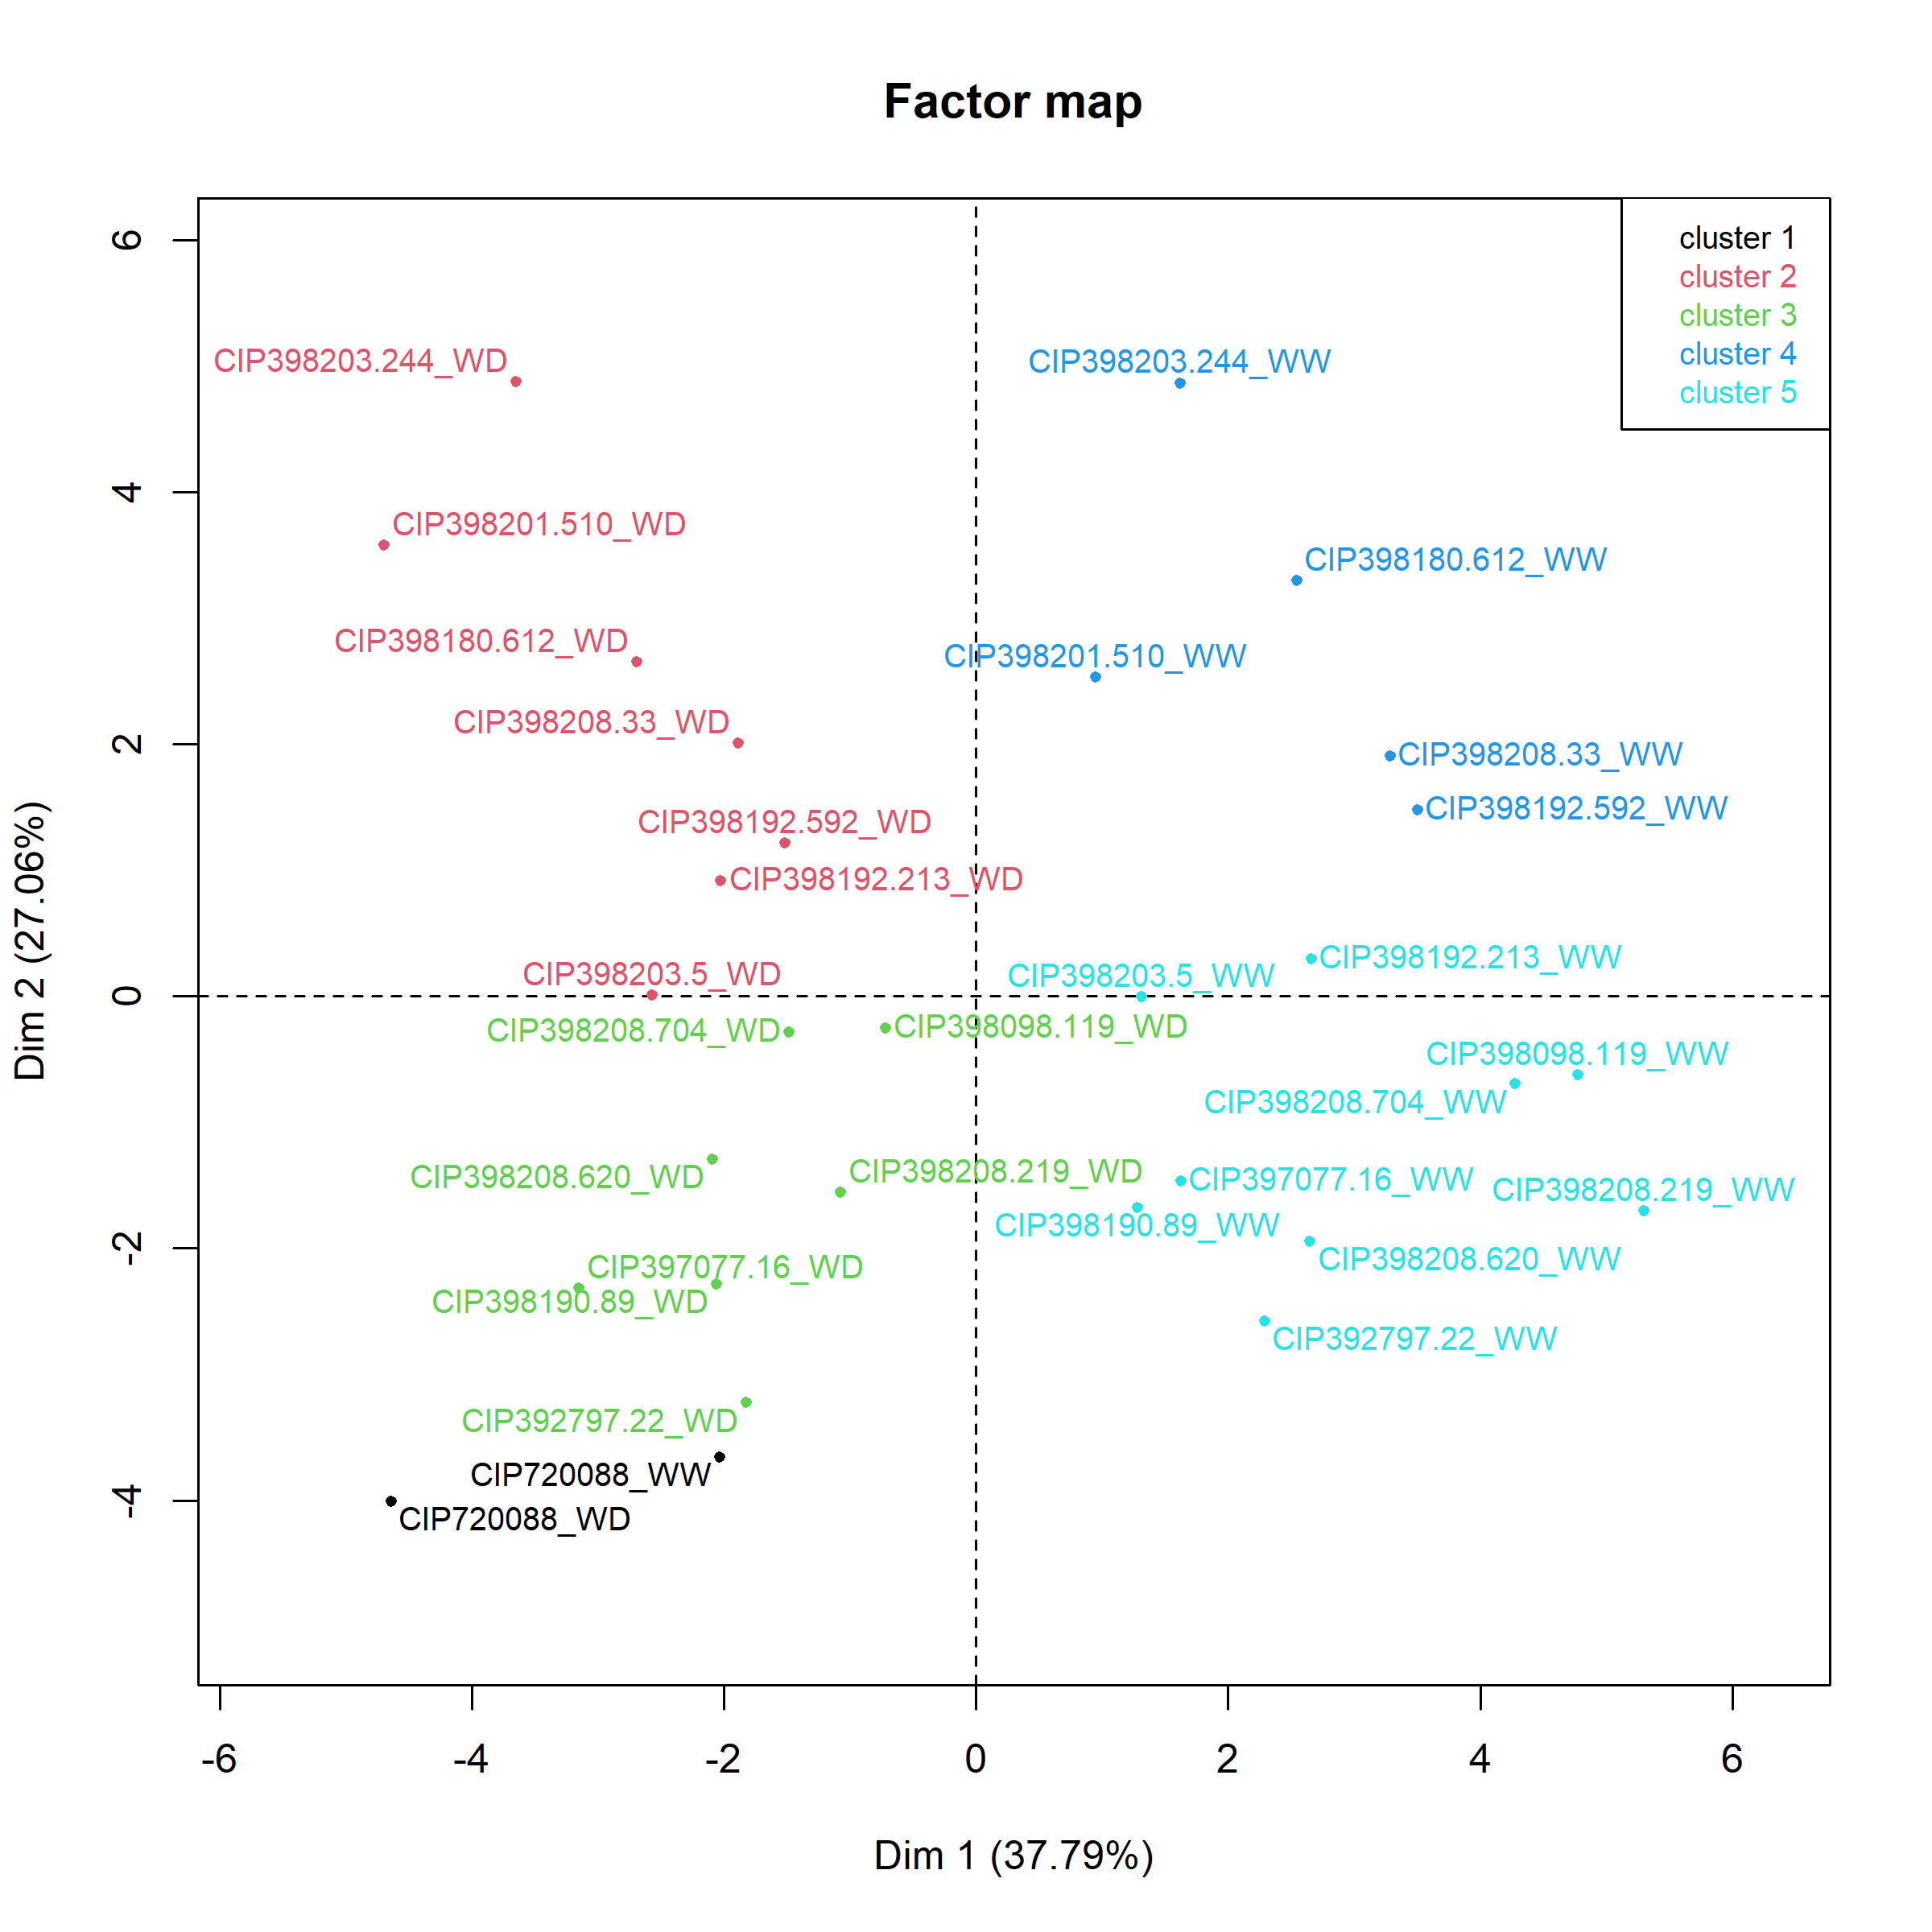 Factor map
cluster 1
cluster 2
cluster 3
cluster 4
cluster 5
6
4
2
0
-2
-4
Dim 2 (27.06%)
CIP398203.244_WD
CIP398203.244_WW
CIP398201.510_WD
CIP398180.612_WW
CIP398180.612_WD
CIP398201.510_WW
CIP398208.33_WD
CIP398208.33_WW
CIP398192.592_WW
CIP398192.592_WD
CIP398192.213_WD
CIP398192.213_WW
CIP398203.5_WD
CIP398203.5_WW
CIP398208.704_WD
CIP398098.119_WD
CIP398098.119_WW
CIP398208.704_WW
CIP398208.620_WD
CIP398208.219_WD
CIP397077.16_WW
CIP398208.219_WW
CIP398190.89_WW
CIP398208.620_WW
CIP397077.16_WD
CIP398190.89_WD
CIP392797.22_WW
CIP392797.22_WD
CIP720088_WW
CIP720088_WD
-6
-4
-2
0
2
4
6
Dim 1 (37.79%)